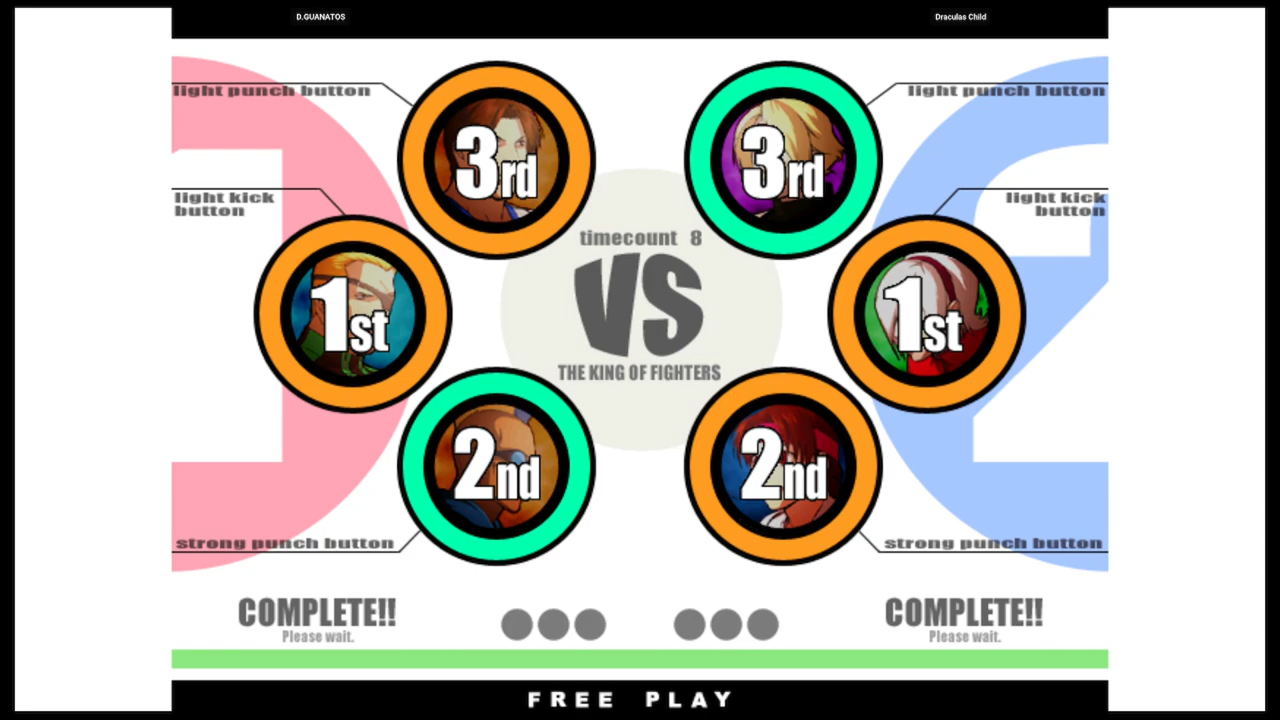 D.GUANATOS
Draculas Child
light punch button
light punch button
3rd
3rd
light kick
button
light kick
button
timecount 8
VS
THE KING OF FIGHTERS
1st
1st
2nd
2nd
strong punch button
strong punch button
COMPLETE!!
Please wait.
COMPLETE!!
Please wait.
FREE PLAY